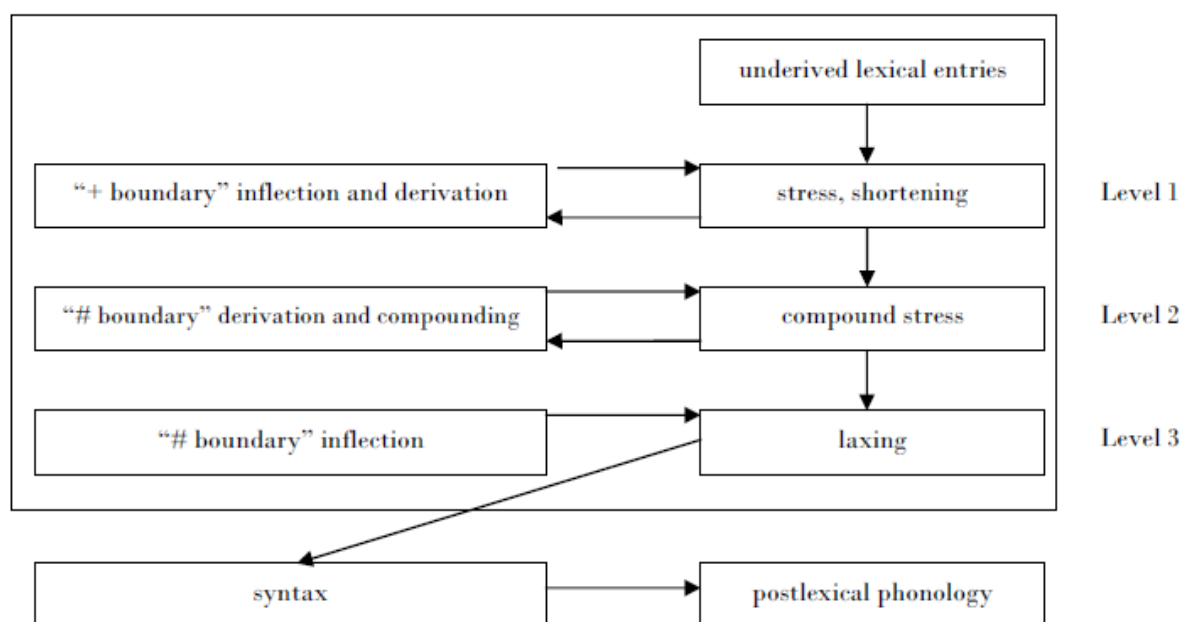 underived lexical entries
“+ boundary” inflection and derivation
stress, shortening
Level 1
“# boundary” derivation and compounding
compound stress
Level 2
“# boundary” inflection
laxing
Level 3
syntax
postlexical phonology